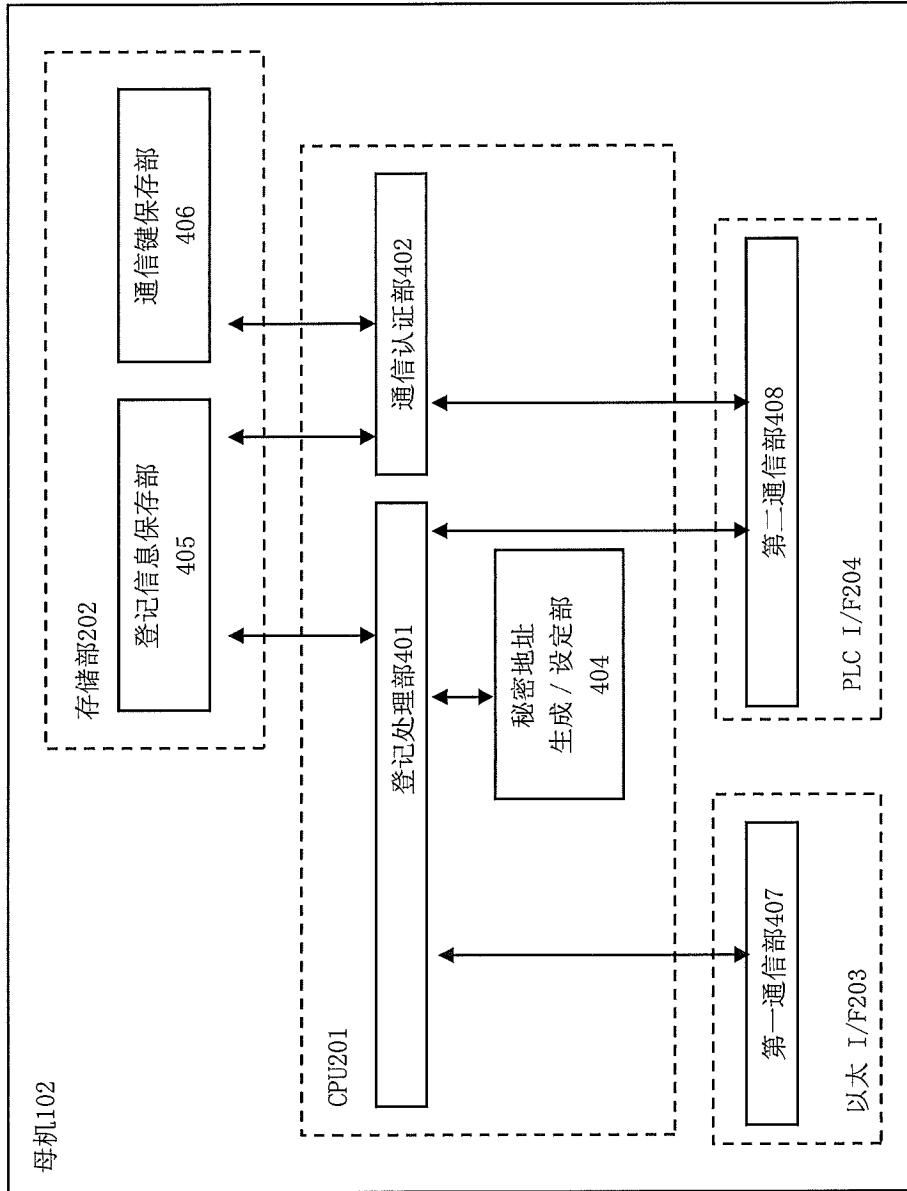 母机102
存储部202
登记信息保存部
405
通信键保存部
406
CPU201
登记处理部401
通信认证部402
秘密地址
生成/设定部
404
第一通信部407
以太 I/F203
第二通信部408
PLC I/F204